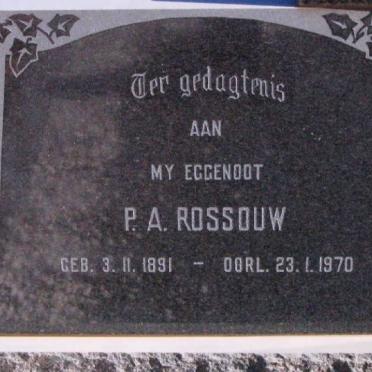 Ter gedagtenis
AAN
MY EGGENOOT
P. A. ROSSOUW
GEB. 3. 11. 1891 – OORL. 23. 1. 1970